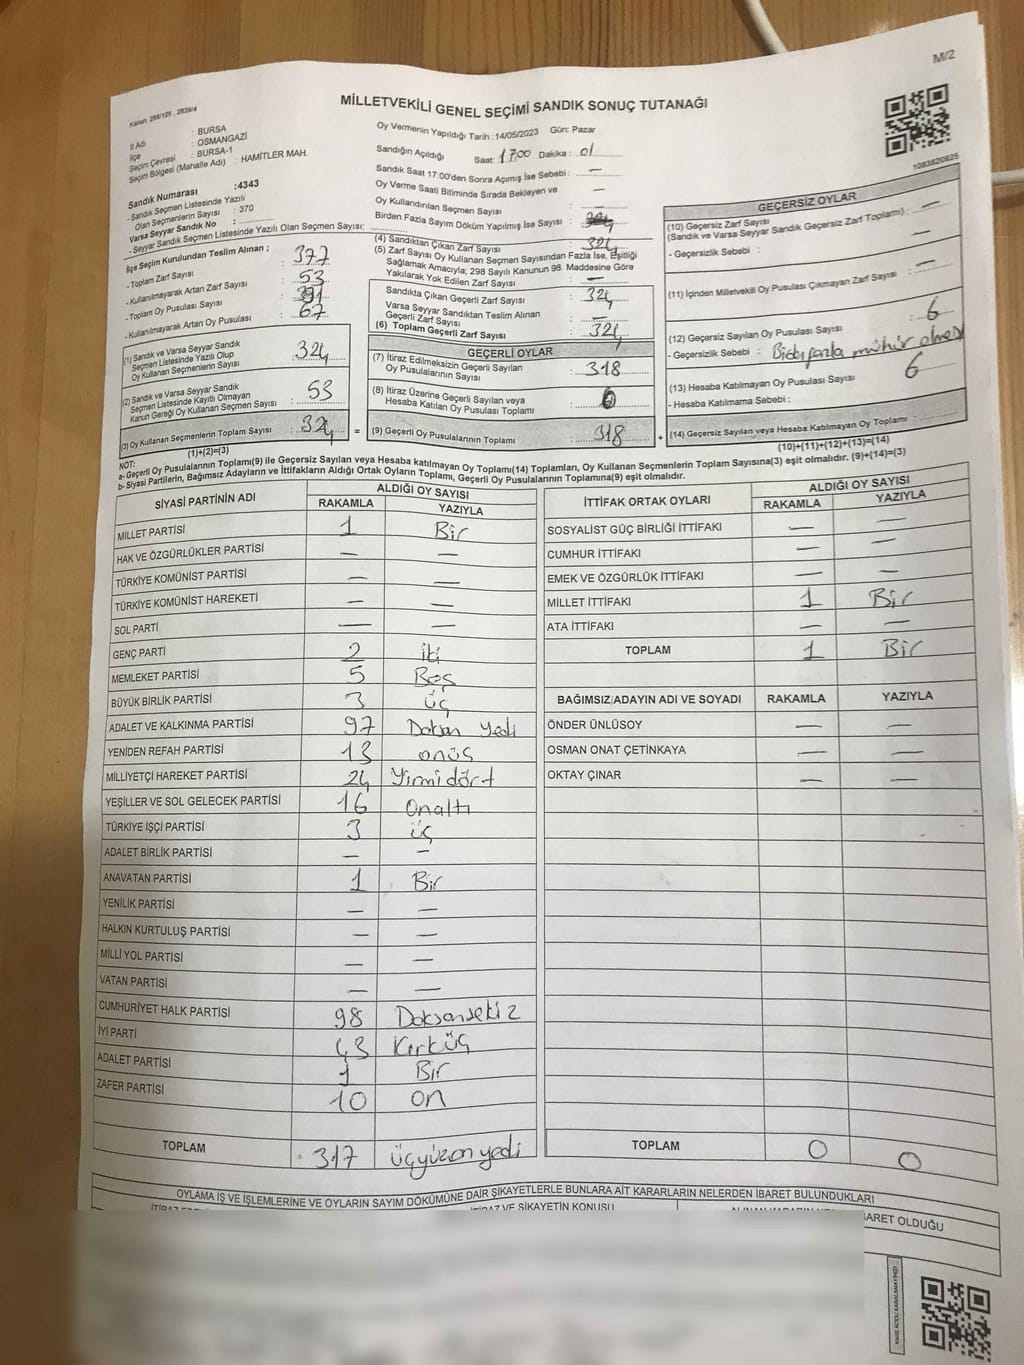 M/2
Kanun: 298/105 , 2839/4
MİLLETVEKİLİ GENEL SEÇİMİ SANDIK SONUÇ TUTANAĞI
1083820925
İl Adı : BURSA
İlçe : OSMANGAZİ
Seçim Çevresi : BURSA-1
Seçim Bölgesi (Mahalle Adı) : HAMİTLER MAH.
Sandık Numarası :4343
- Sandık Seçmen Listesinde Yazılı
Olan Seçmenlerin Sayısı : 370
Varsa Seyyar Sandık No :
- Seyyar Sandık Seçmen Listesinde Yazılı Olan Seçmen Sayısı:
Oy Vermenin Yapıldığı Tarih :14/05/2023 Gün: Pazar
Sandığın Açıldığı Saat: 17:00 Dakika: 01
Sandık Saat 17:00'den Sonra Açılmış İse Sebebi : —
Oy Verme Saati Bitiminde Sırada Bekleyen ve
Oy Kullandırılan Seçmen Sayısı : —
Birden Fazla Sayım Döküm Yapılmış İse Sayısı :
İlçe Seçim Kurulundan Teslim Alınan ;
- Toplam Zarf Sayısı : 377
- Kullanılmayarak Artan Zarf Sayısı : 53
- Toplam Oy Pusulası Sayısı : 391
- Kullanılmayarak Artan Oy Pusulası : 67
(1) Sandık ve Varsa Seyyar Sandık
Seçmen Listesinde Yazılı Olup
Oy Kullanan Seçmenlerin Sayısı : 324
(2) Sandık ve Varsa Seyyar Sandık
Seçmen Listesinde Kayıtlı Olmayan
Kanun Gereği Oy Kullanan Seçmen Sayısı : 53
(3) Oy Kullanan Seçmenlerin Toplam Sayısı : 324
(1)+(2)=(3)
(4) Sandıktan Çıkan Zarf Sayısı : 324
(5) Zarf Sayısı Oy Kullanan Seçmen Sayısından Fazla İse, Eşitliği
Sağlamak Amacıyla; 298 Sayılı Kanunun 98. Maddesine Göre
Yakılarak Yok Edilen Zarf Sayısı : —
Sandıkta Çıkan Geçerli Zarf Sayısı : 324
Varsa Seyyar Sandıktan Teslim Alınan
Geçerli Zarf Sayısı : —
(6) Toplam Geçerli Zarf Sayısı : 324
GEÇERLİ OYLAR
(7) İtiraz Edilmeksizin Geçerli Sayılan
Oy Pusulalarının Sayısı : 318
(8) İtiraz Üzerine Geçerli Sayılan veya
Hesaba Katılan Oy Pusulası Toplamı :
(9) Geçerli Oy Pusulalarının Toplamı : 318
GEÇERSİZ OYLAR
(10) Geçersiz Zarf Sayısı
(Sandık ve Varsa Seyyar Sandık Geçersiz Zarf Toplamı) : —
- Geçersizlik Sebebi : —
(11) İçinden Milletvekili Oy Pusulası Çıkmayan Zarf Sayısı : —
(12) Geçersiz Sayılan Oy Pusulası Sayısı : 6
- Geçersizlik Sebebi : Birden fazla mühür olması
(13) Hesaba Katılmayan Oy Pusulası Sayısı : 6
- Hesaba Katılmama Sebebi :
(14) Geçersiz Sayılan veya Hesaba Katılmayan Oy Toplamı :
(10)+(11)+(12)+(13)=(14)
NOT:
a- Geçerli Oy Pusulalarının Toplamı(9) ile Geçersiz Sayılan veya Hesaba katılmayan Oy Toplamı(14) Toplamları, Oy Kullanan Seçmenlerin Toplam Sayısına(3) eşit olmalıdır. (9)+(14)=(3)
b- Siyasi Partilerin, Bağımsız Adayların ve İttifakların Aldığı Ortak Oyların Toplamı, Geçerli Oy Pusulalarının Toplamına(9) eşit olmalıdır.
SİYASİ PARTİNİN ADI ALDIĞI OY SAYISI
RAKAMLA YAZIYLA
MİLLET PARTİSİ 1 Bir
HAK VE ÖZGÜRLÜKLER PARTİSİ — —
TÜRKİYE KOMÜNİST PARTİSİ — —
TÜRKİYE KOMÜNİST HAREKETİ — —
SOL PARTİ — —
GENÇ PARTİ 2 iki
MEMLEKET PARTİSİ 5 Beş
BÜYÜK BİRLİK PARTİSİ 3 üç
ADALET VE KALKINMA PARTİSİ 97 Doksan yedi
YENİDEN REFAH PARTİSİ 13 onüç
MİLLİYETÇİ HAREKET PARTİSİ 24 Yirmidört
YEŞİLLER VE SOL GELECEK PARTİSİ 16 Onaltı
TÜRKİYE İŞÇİ PARTİSİ 3 üç
ADALET BİRLİK PARTİSİ — —
ANAVATAN PARTİSİ 1 Bir
YENİLİK PARTİSİ — —
HALKIN KURTULUŞ PARTİSİ — —
MİLLİ YOL PARTİSİ — —
VATAN PARTİSİ — —
CUMHURİYET HALK PARTİSİ 98 Doksansekiz
İYİ PARTİ 43 Kırküç
ADALET PARTİSİ 1 Bir
ZAFER PARTİSİ 10 on
TOPLAM 317 üçyüzonyedi
İTTİFAK ORTAK OYLARI ALDIĞI OY SAYISI
RAKAMLA YAZIYLA
SOSYALİST GÜÇ BİRLİĞİ İTTİFAKI — —
CUMHUR İTTİFAKI — —
EMEK VE ÖZGÜRLÜK İTTİFAKI — —
MİLLET İTTİFAKI 1 Bir
ATA İTTİFAKI — —
TOPLAM 1 Bir
BAĞIMSIZ ADAYIN ADI VE SOYADI RAKAMLA YAZIYLA
ÖNDER ÜNLÜSOY — —
OSMAN ONAT ÇETİNKAYA — —
OKTAY ÇINAR — —
TOPLAM 0 0
OYLAMA İŞ VE İŞLEMLERİNE VE OYLARIN SAYIM DÖKÜMÜNE DAİR ŞİKAYETLERLE BUNLARA AİT KARARLARIN NELERDEN İBARET BULUNDUKLARI
İTİRAZ VE ŞİKAYETİN KONUSU
İBARET OLDUĞU